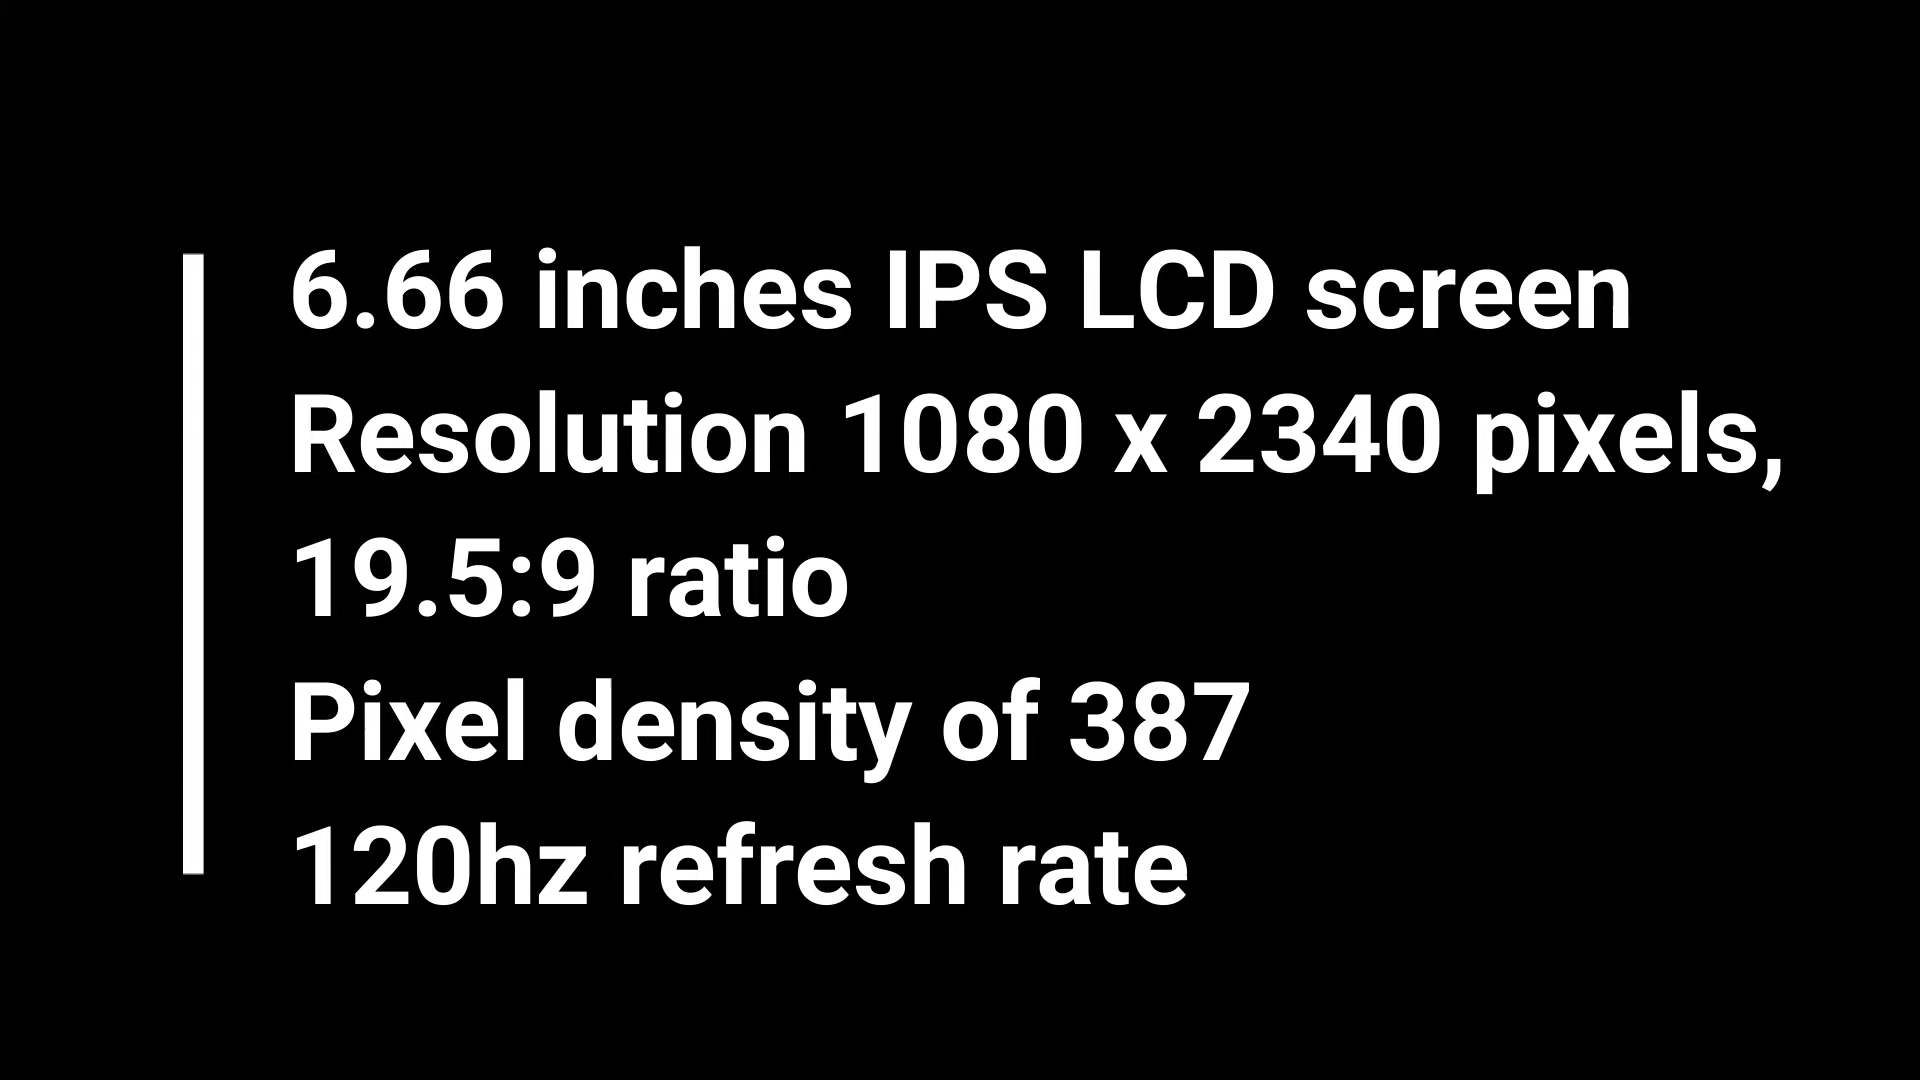 6.66 inches IPS LCD screen
Resolution 1080 x 2340 pixels,
19.5:9 ratio
Pixel density of 387
120hz refresh rate